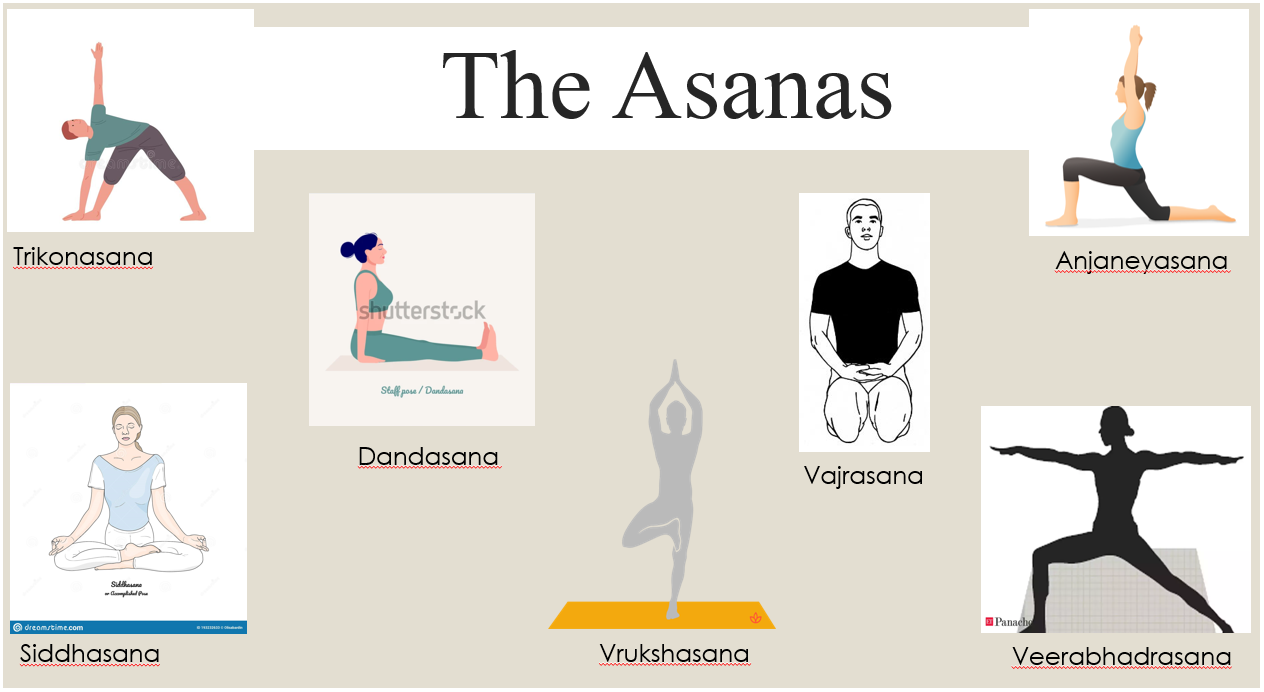 The Asanas
Trikonasana
Anjaneyasana
shutterstock
Staff pose / Dandasana
Dandasana
Vajrasana
Siddhasana
or Accomplished Pose
dreamstime.com
Siddhasana
Vrukshasana
ET Panache
Veerabhadrasana